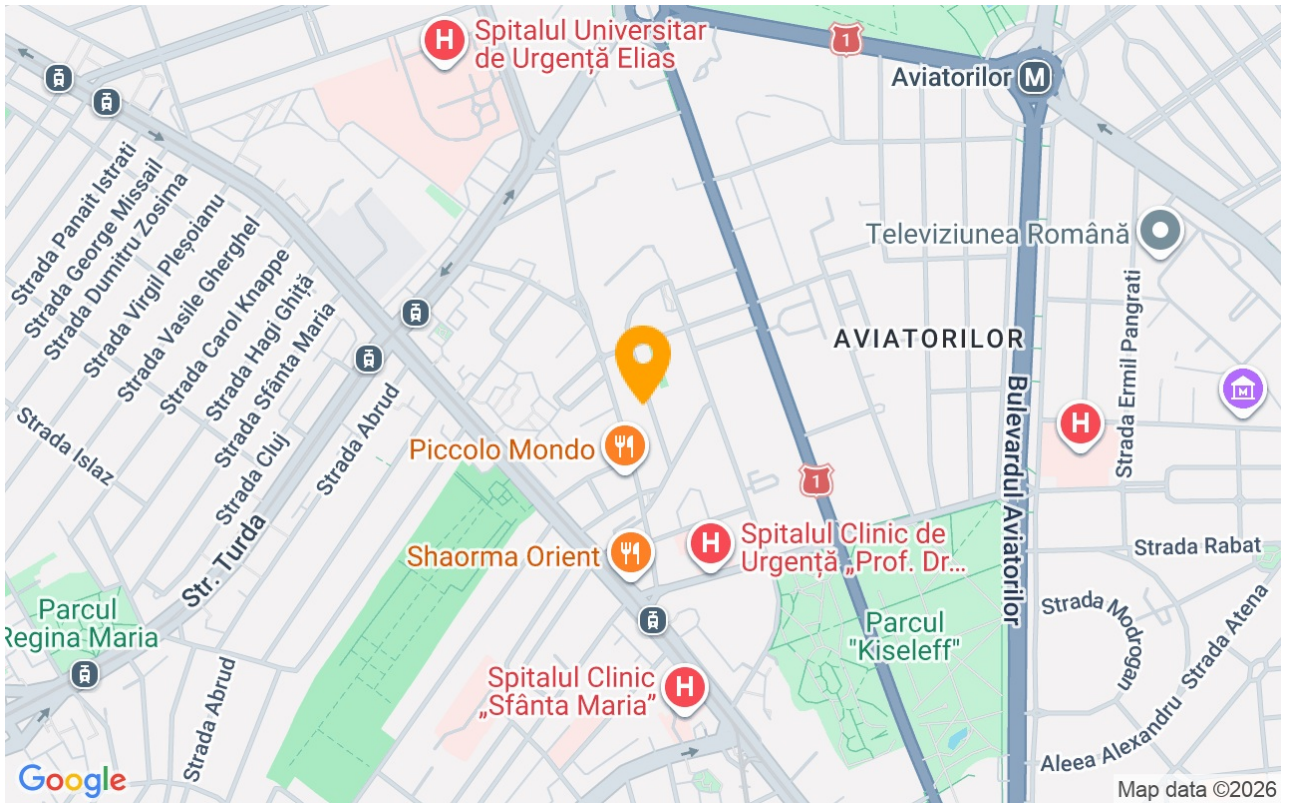 Spitalul Universitar
de Urgență Elias
H
1
Aviatorilor
M
Strada Panait Istrati
Strada George Missail
Strada Dumitru Zosima
Strada Virgil Pleșoianu
Strada Vasile Gherghel
Strada Carol Knappe
Strada Hagi Ghiță
Strada Sfânta Maria
Strada Cluj
Strada Abrud
Strada Islaz
Str. Turda
Televiziunea Română
AVIATORILOR
Strada Ermil Pangrati
Bulevardul Aviatorilor
M
H
Piccolo Mondo
1
Shaorma Orient
H
Spitalul Clinic de
Urgență „Prof. Dr...
Strada Rabat
Parcul
Regina Maria
Parcul
"Kiseleff"
Strada Modrogan
Strada Atena
Aleea Alexandru
Spitalul Clinic
„Sfânta Maria”
H
Strada Abrud
Google
Map data ©2026